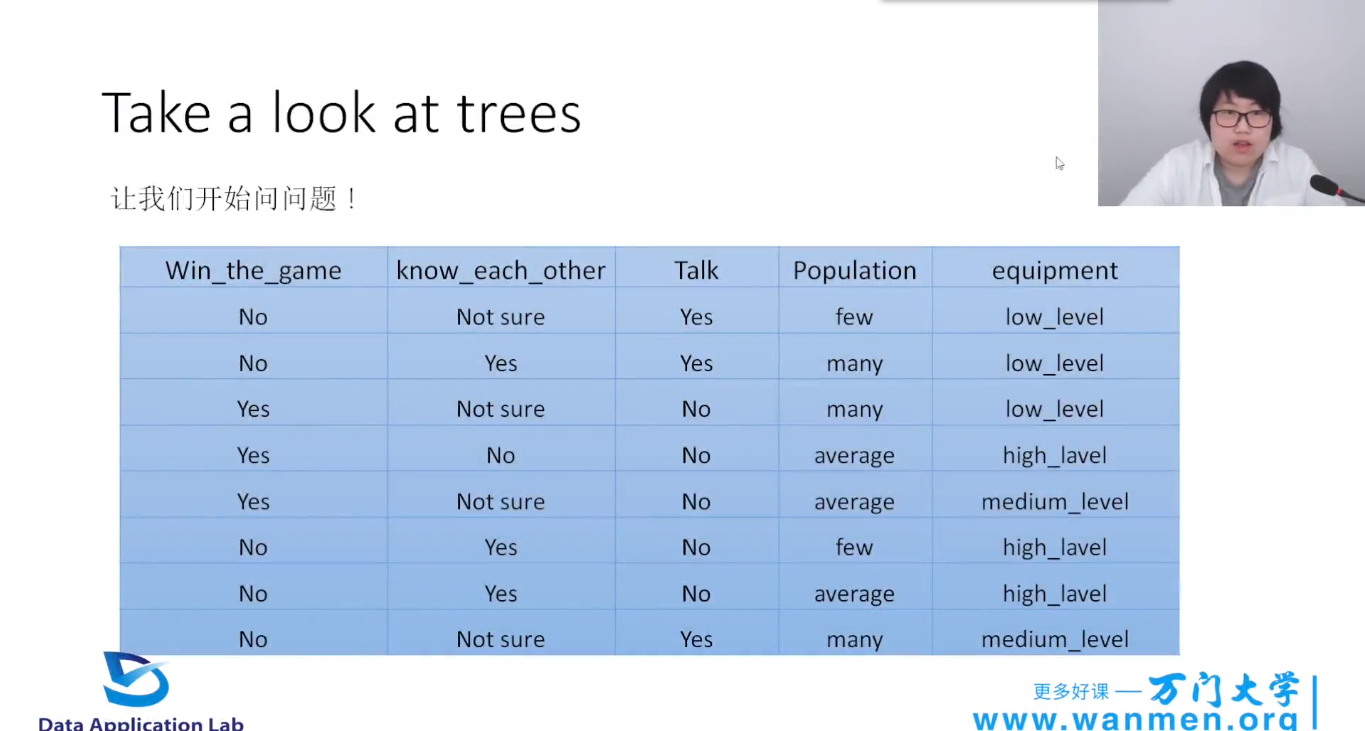 Take a look at trees
让我们开始问问题！
Win_the_game know_each_other Talk Population equipment
No Not sure Yes few low_level
No Yes Yes many low_level
Yes Not sure No many low_level
Yes No No average high_lavel
Yes Not sure No average medium_level
No Yes No few high_lavel
No Yes No average high_lavel
No Not sure Yes many medium_level
Data Application Lab
更多好课 — 万门大学
www.wanmen.org